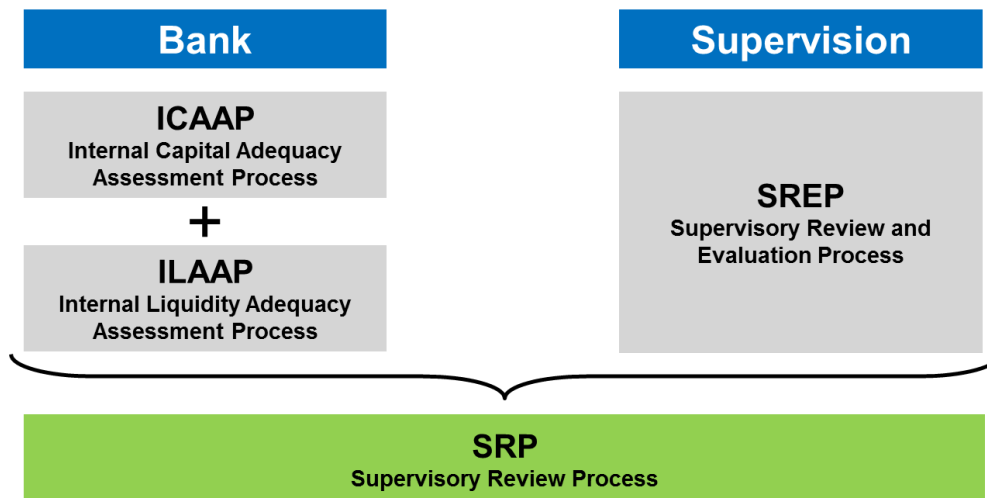 Bank
Supervision
ICAAP
Internal Capital Adequacy
Assessment Process
+
ILAAP
Internal Liquidity Adequacy
Assessment Process
SREP
Supervisory Review and
Evaluation Process
SRP
Supervisory Review Process